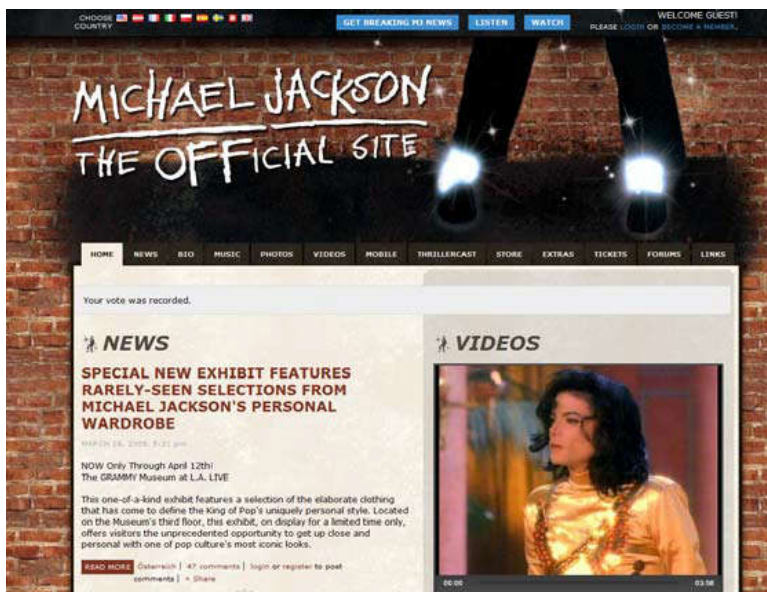 CHOOSE
COUNTRY
GET BREAKING MJ NEWS
LISTEN
WATCH
WELCOME GUEST!
PLEASE LOGIN OR BECOME A MEMBER.
MICHAEL JACKSON
THE OFFICIAL SITE
HOME NEWS BIO MUSIC PHOTOS VIDEOS MOBILE THRILLERCAST STORE EXTRAS TICKETS FORUMS LINKS
Your vote was recorded.
NEWS
SPECIAL NEW EXHIBIT FEATURES
RARELY-SEEN SELECTIONS FROM
MICHAEL JACKSON'S PERSONAL
WARDROBE
NOW Only Through April 12th!
The GRAMMY Museum at L.A. LIVE
This one-of-a-kind exhibit features a selection of the elaborate clothing
that has come to define the King of Pop's uniquely personal style. Located
on the Museum's third floor, this exhibit, on display for a limited time only,
offers visitors the unprecedented opportunity to get up close and
personal with one of pop culture's most iconic looks.
READ MORE Österreich | 47 comments | login or register to post
comments | + Share
VIDEOS
00:00 03:58